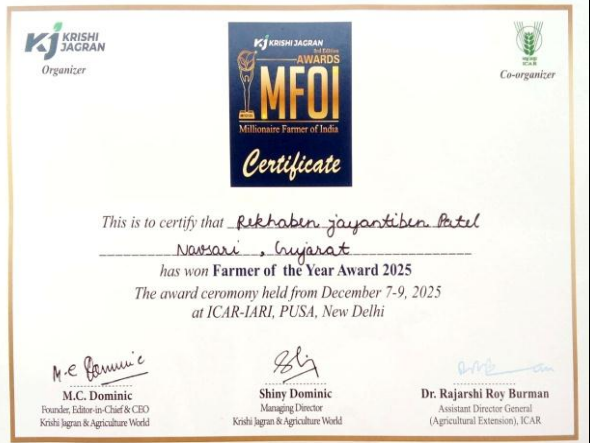 KJ KRISHI
JAGRAN
Organizer
KJ KRISHI JAGRAN
3rd Edition
AWARDS
MFOI
Millionaire Farmer of India
Certificate
ICAR
Co-organizer
This is to certify that Rekhaben jayantiben Patel
Navsari, Gujarat
has won Farmer of the Year Award 2025
The award ceremony held from December 7-9, 2025
at ICAR-IARI, PUSA, New Delhi
M.C Dominic
M.C. Dominic
Founder, Editor-in-Chief & CEO
Krishi Jagran & Agriculture World
Shiny Dominic
Managing Director
Krishi Jagran & Agriculture World
Dr. Rajarshi Roy Burman
Assistant Director General
(Agricultural Extension), ICAR